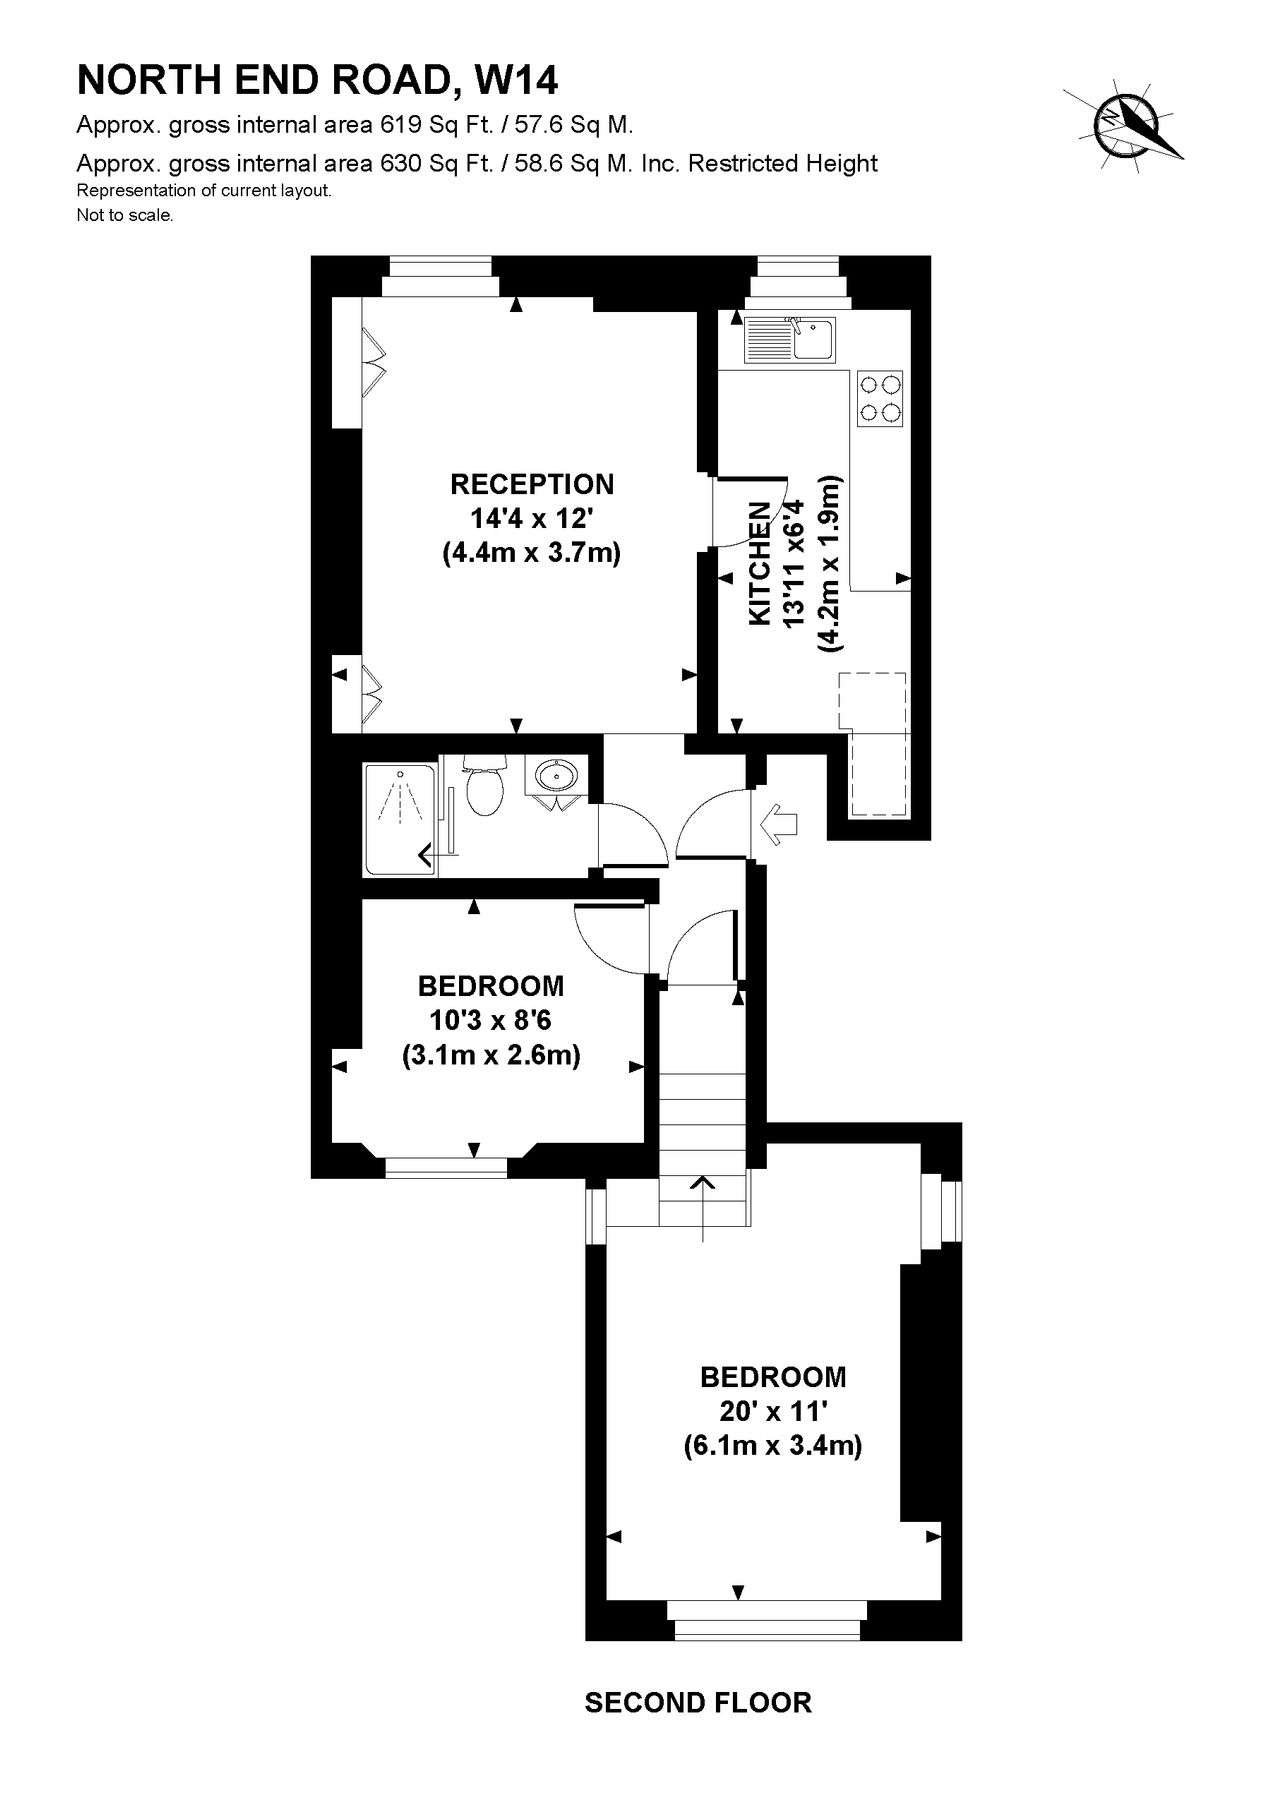 NORTH END ROAD, W14
Approx. gross internal area 619 Sq Ft. / 57.6 Sq M.
Approx. gross internal area 630 Sq Ft. / 58.6 Sq M. Inc. Restricted Height
Representation of current layout.
Not to scale.
N
RECEPTION
14'4 x 12'
(4.4m x 3.7m)
KITCHEN
13'11 x6'4
(4.2m x 1.9m)
BEDROOM
10'3 x 8'6
(3.1m x 2.6m)
BEDROOM
20' x 11'
(6.1m x 3.4m)
SECOND FLOOR